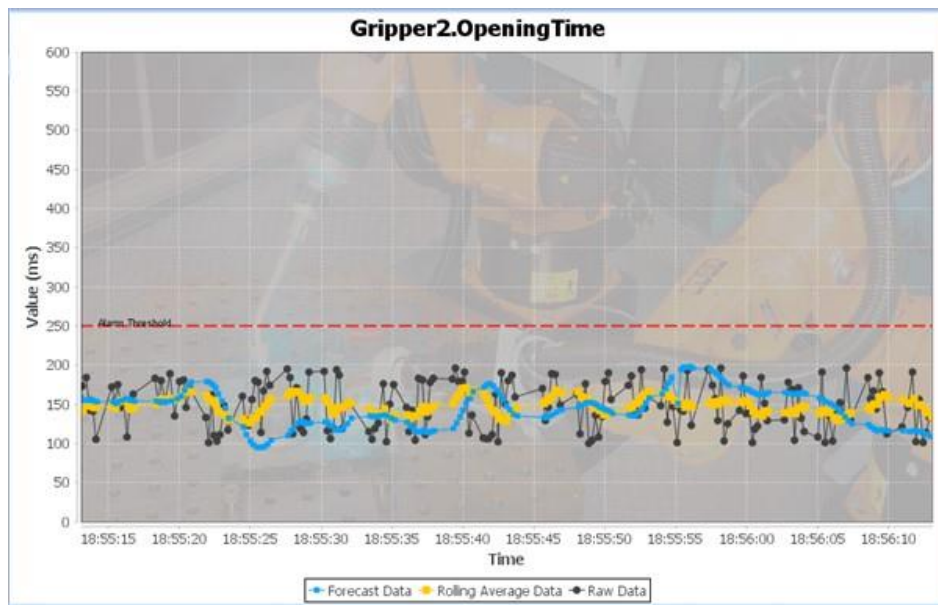 Gripper2.OpeningTime
600
550
500
450
400
350
300
250
200
150
100
50
0
Value (ms)
Alarm Threshold
18:55:15 18:55:20 18:55:25 18:55:30 18:55:35 18:55:40 18:55:45 18:55:50 18:55:55 18:56:00 18:56:05 18:56:10
Time
Forecast Data Rolling Average Data Raw Data